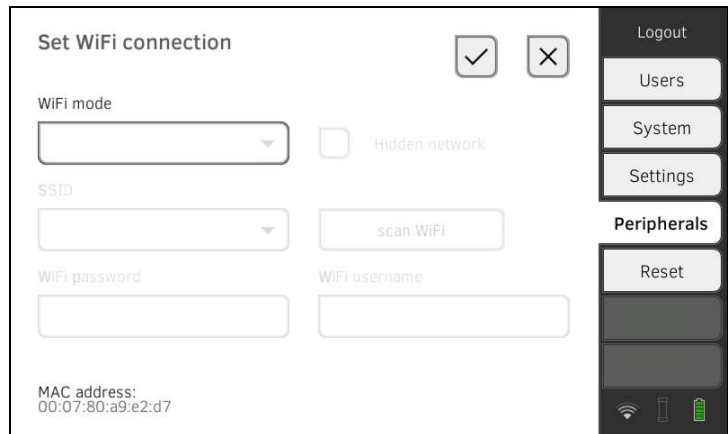 Set WiFi connection
WiFi mode
Hidden network
SSID
scan WiFi
WiFi password
WiFi username
MAC address:
00:07:80:a9:e2:d7
Logout
Users
System
Settings
Peripherals
Reset